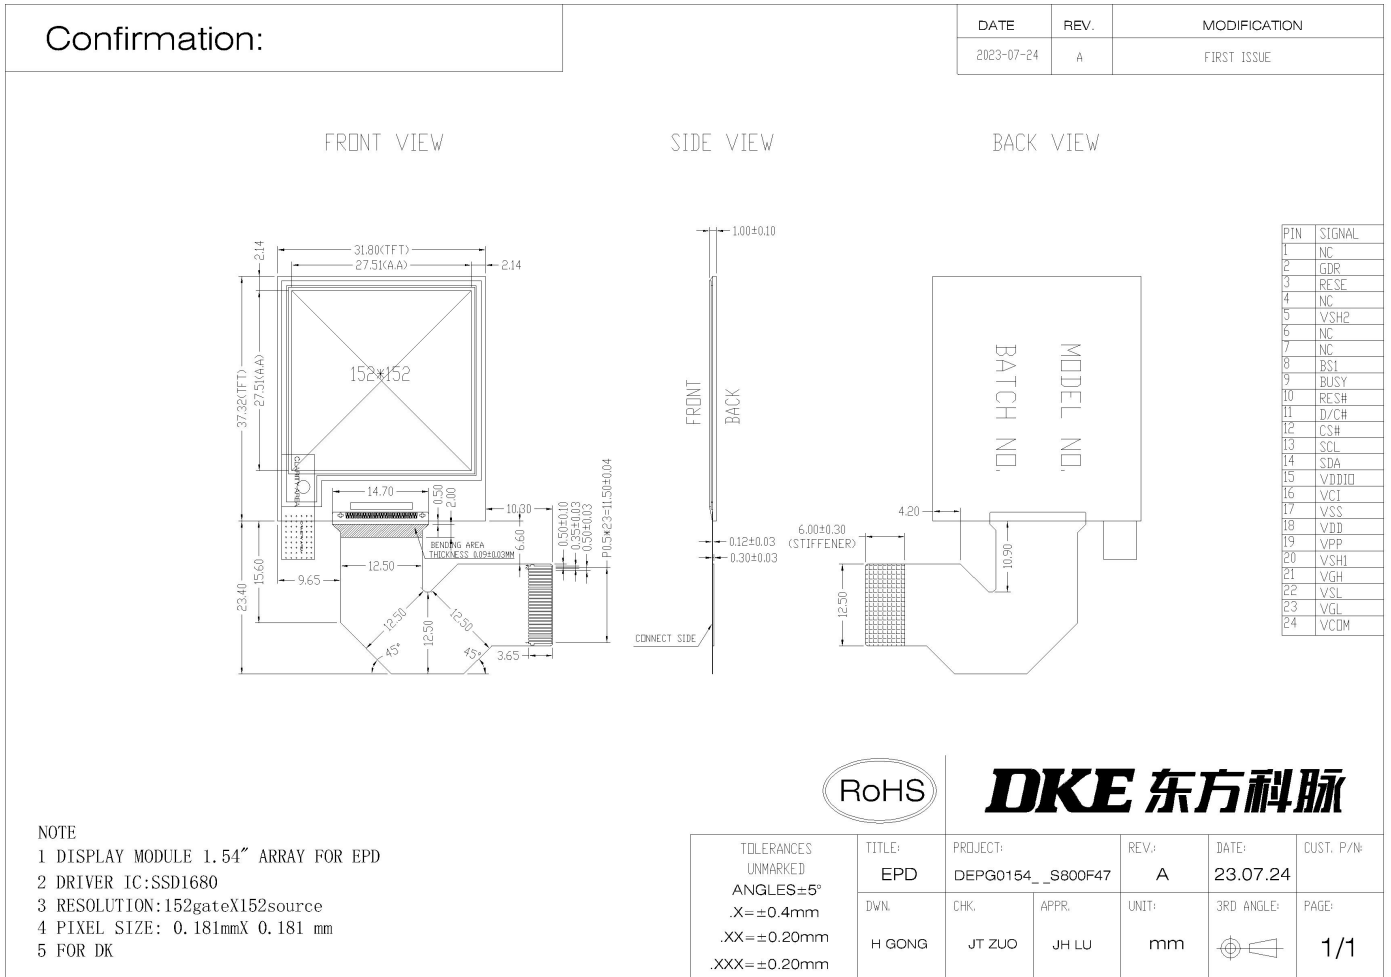 Confirmation:
DATE REV. MODIFICATION
2023-07-24 A FIRST ISSUE
FRONT VIEW
SIDE VIEW
BACK VIEW
2.14
31.80(TFT)
27.51(A.A)
2.14
37.32(TFT)
27.51(A.A)
152*152
14.70
0.50
2.00
10.30
6.60
0.50±0.10
0.35±0.03
0.50±0.03
P0.5*23=11.50±0.04
BENDING AREA
THICKNESS 0.09±0.03MM
12.50
9.65
15.60
23.40
12.50
12.50
12.50
45°
45°
3.65
1.00±0.10
FRONT
BACK
0.12±0.03
0.30±0.03
CONNECT SIDE
MODEL NO.
BATCH NO.
4.20
6.00±0.30
(STIFFENER)
10.90
12.50
PIN SIGNAL
1 NC
2 GDR
3 RESE
4 NC
5 VSH2
6 NC
7 NC
8 BS1
9 BUSY
10 RES#
11 D/C#
12 CS#
13 SCL
14 SDA
15 VDDIO
16 VCI
17 VSS
18 VDD
19 VPP
20 VSH1
21 VGH
22 VSL
23 VGL
24 VCOM
NOTE
1 DISPLAY MODULE 1.54″ ARRAY FOR EPD
2 DRIVER IC:SSD1680
3 RESOLUTION:152gateX152source
4 PIXEL SIZE: 0.181mmX 0.181 mm
5 FOR DK
RoHS
DKE 东方科脉
TOLERANCES
UNMARKED
ANGLES±5°
.X=±0.4mm
.XX=±0.20mm
.XXX=±0.20mm
TITLE:
EPD
PROJECT:
DEPG0154_ _S800F47
REV.:
A
DATE:
23.07.24
CUST. P/N:
DWN.
H GONG
CHK.
JT ZUO
APPR.
JH LU
UNIT:
mm
3RD ANGLE:
PAGE:
1/1